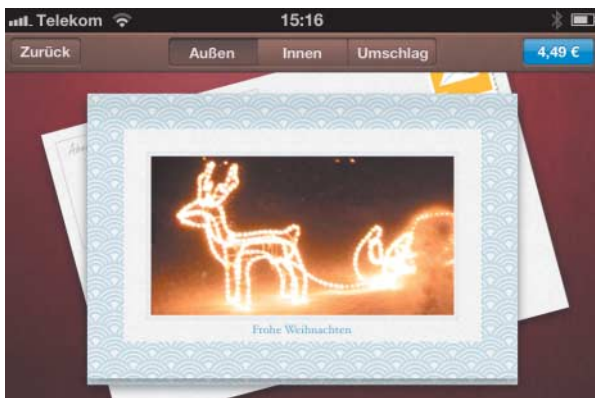 Telekom 15:16
Zurück Außen Innen Umschlag 4,49 €
Frohe Weihnachten